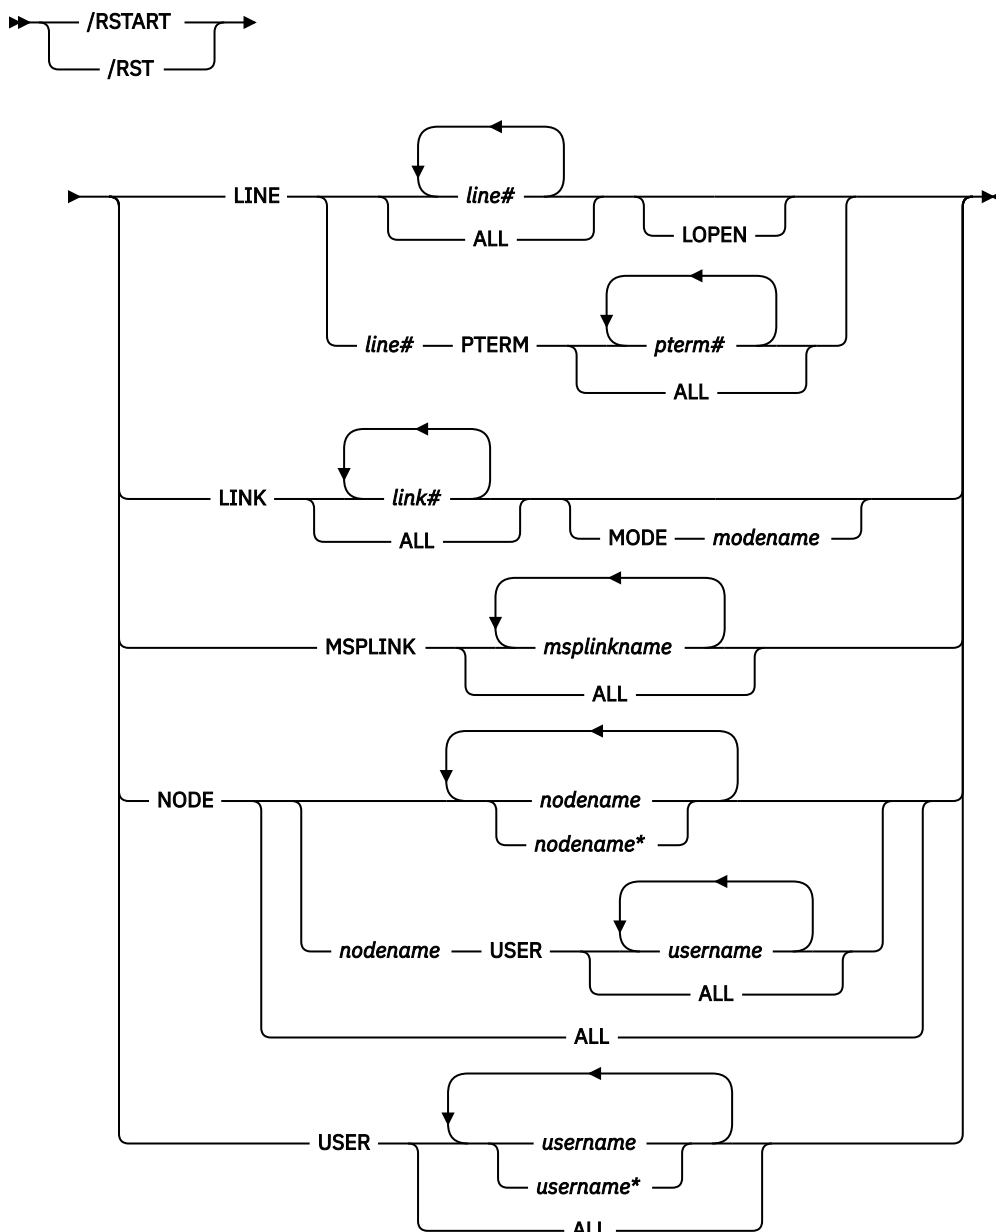 /RSTART
/RST
LINE line#
ALL
LOPEN
line# PTERM pterm#
ALL
LINK link#
ALL
MODE modename
MSPLINK msplinkname
ALL
NODE nodename
nodename*
nodename USER username
ALL
ALL
USER username
username*
ALL